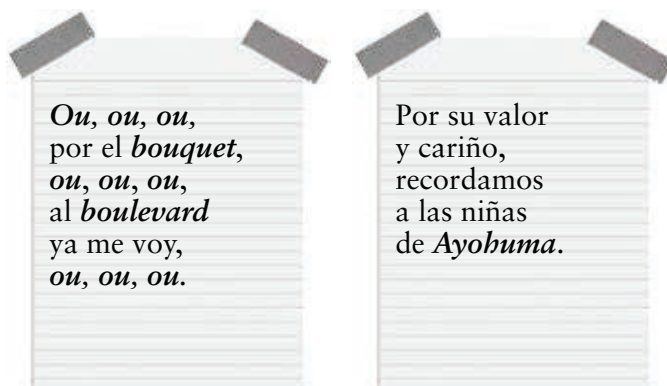 Ou, ou, ou,
por el bouquet,
ou, ou, ou,
al boulevard
ya me voy,
ou, ou, ou.
Por su valor
y cariño,
recordamos
a las niñas
de Ayohuma.